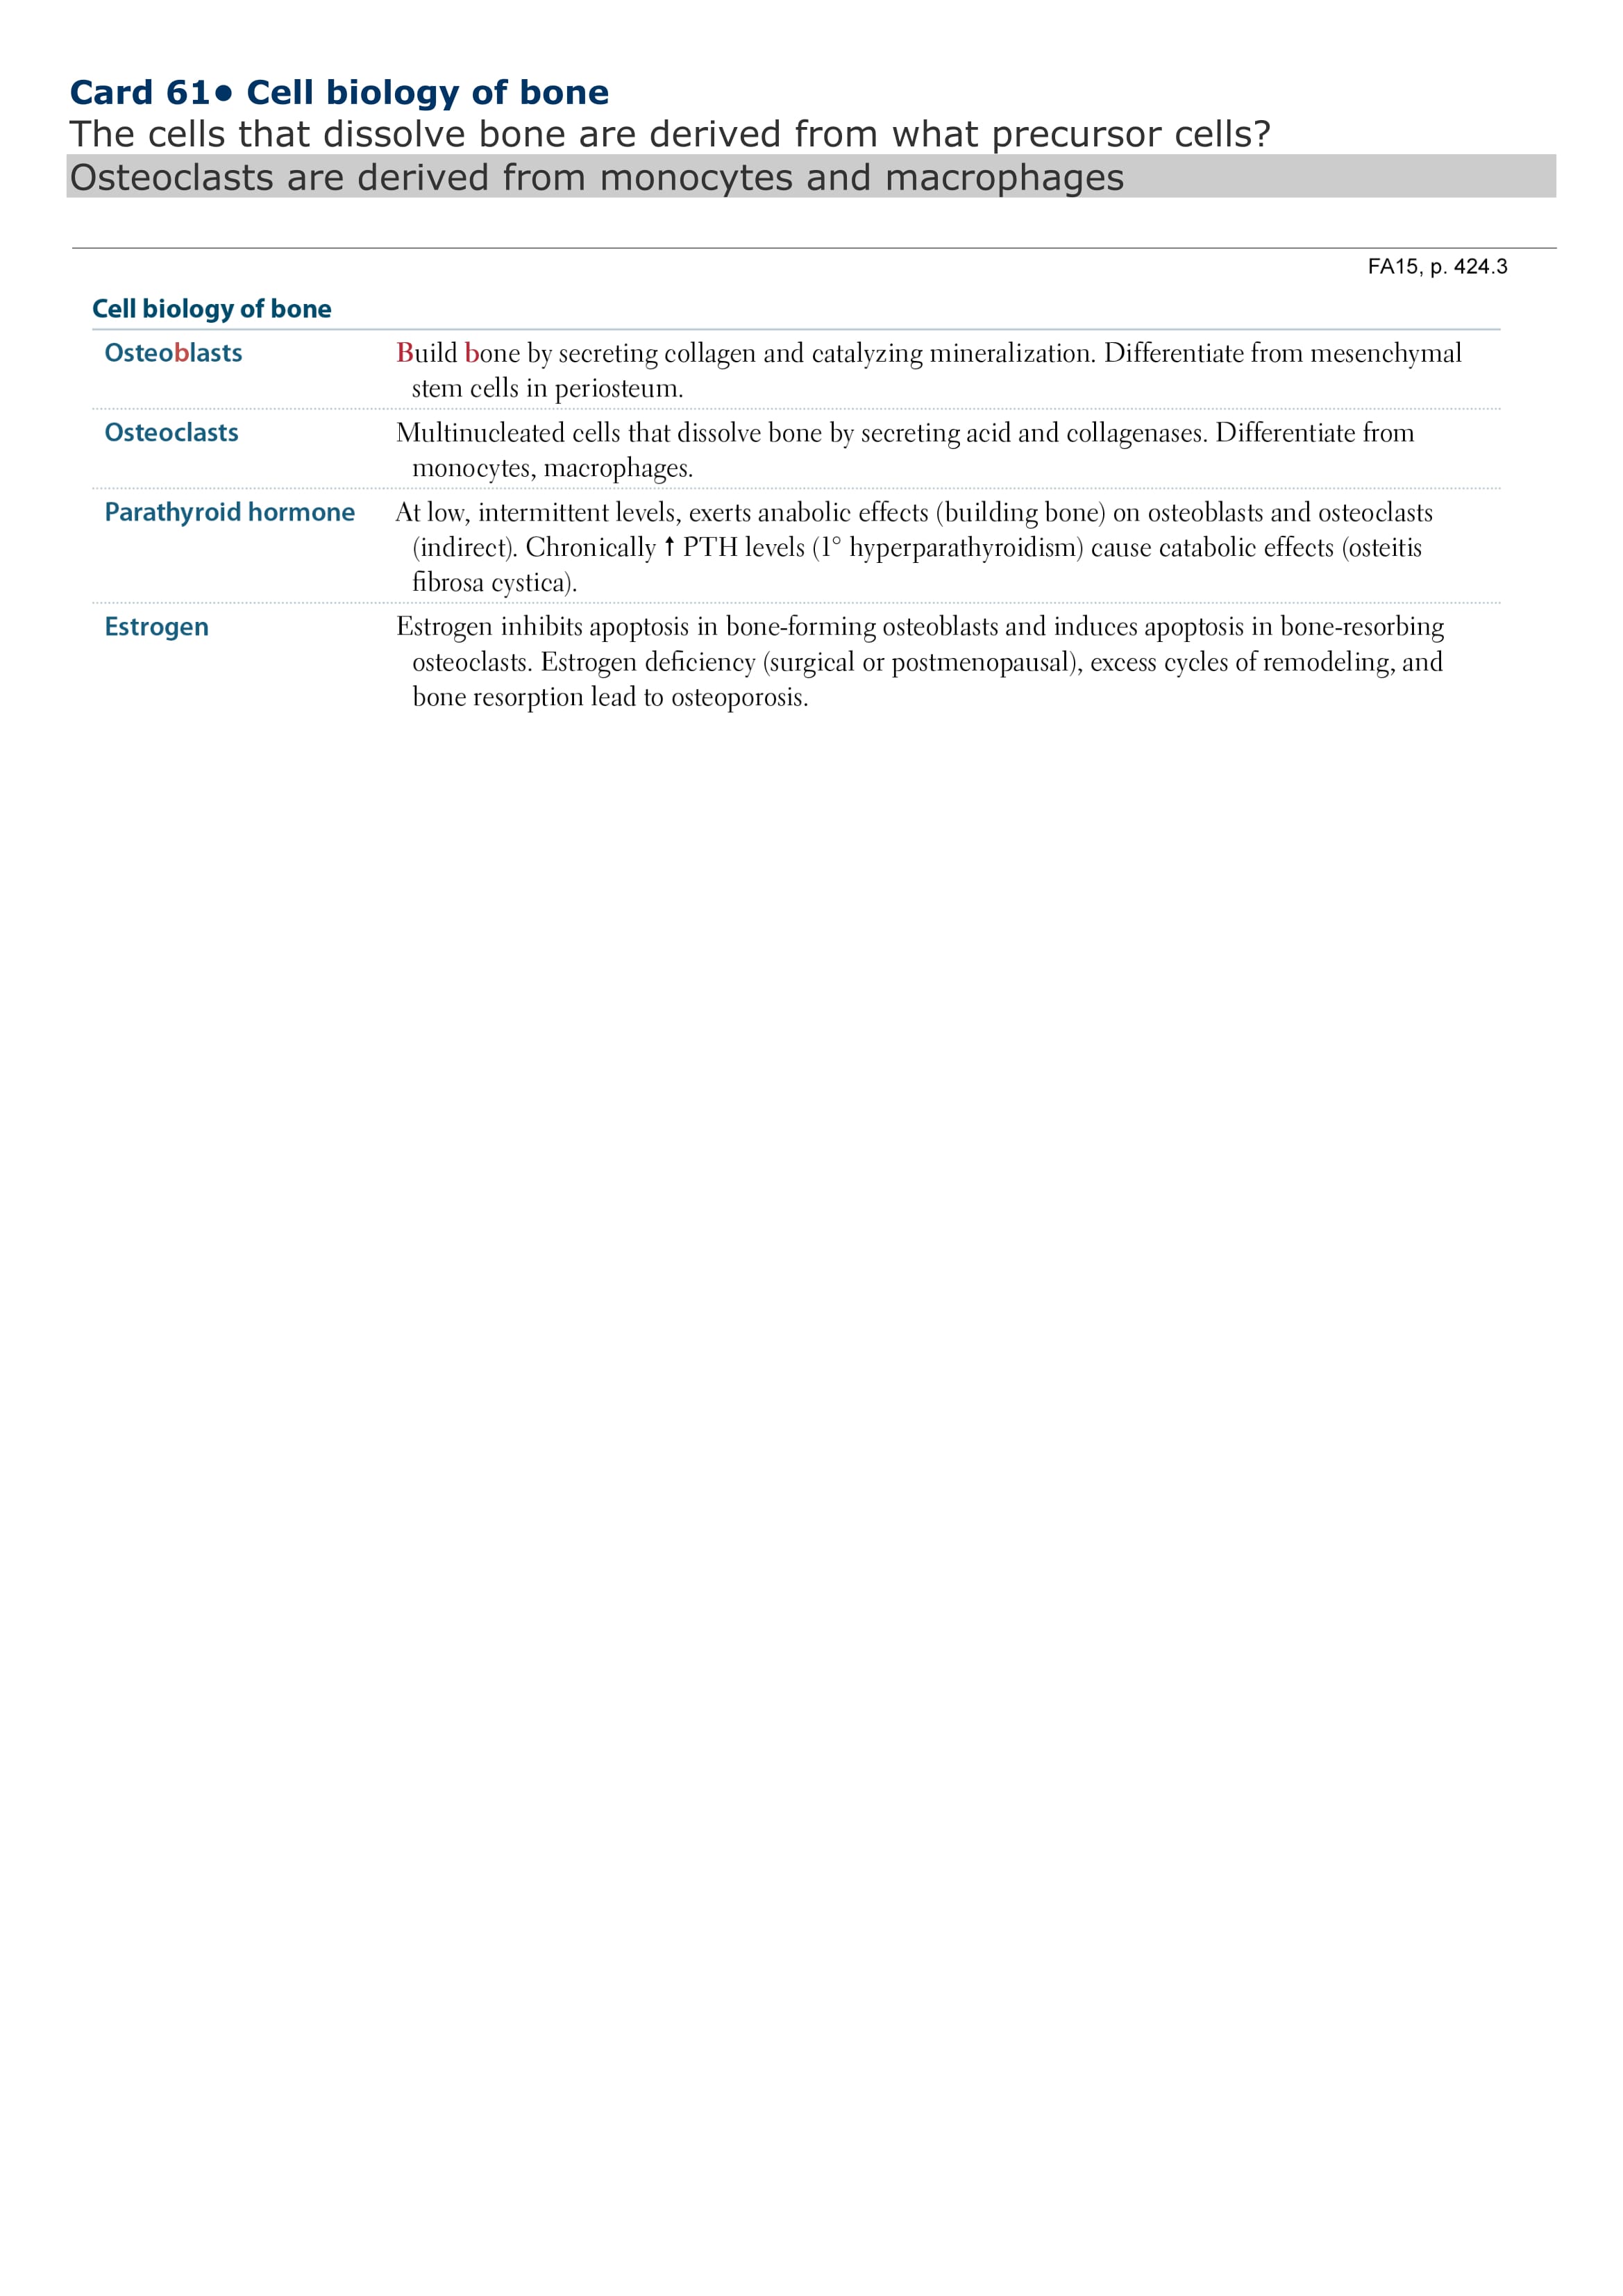 Card 61● Cell biology of bone
The cells that dissolve bone are derived from what precursor cells?
Osteoclasts are derived from monocytes and macrophages
FA15, p. 424.3
Cell biology of bone
Osteoblasts Build bone by secreting collagen and catalyzing mineralization. Differentiate from mesenchymal
stem cells in periosteum.
Osteoclasts Multinucleated cells that dissolve bone by secreting acid and collagenases. Differentiate from
monocytes, macrophages.
Parathyroid hormone At low, intermittent levels, exerts anabolic effects (building bone) on osteoblasts and osteoclasts
(indirect). Chronically ↑ PTH levels (1° hyperparathyroidism) cause catabolic effects (osteitis
fibrosa cystica).
Estrogen Estrogen inhibits apoptosis in bone-forming osteoblasts and induces apoptosis in bone-resorbing
osteoclasts. Estrogen deficiency (surgical or postmenopausal), excess cycles of remodeling, and
bone resorption lead to osteoporosis.